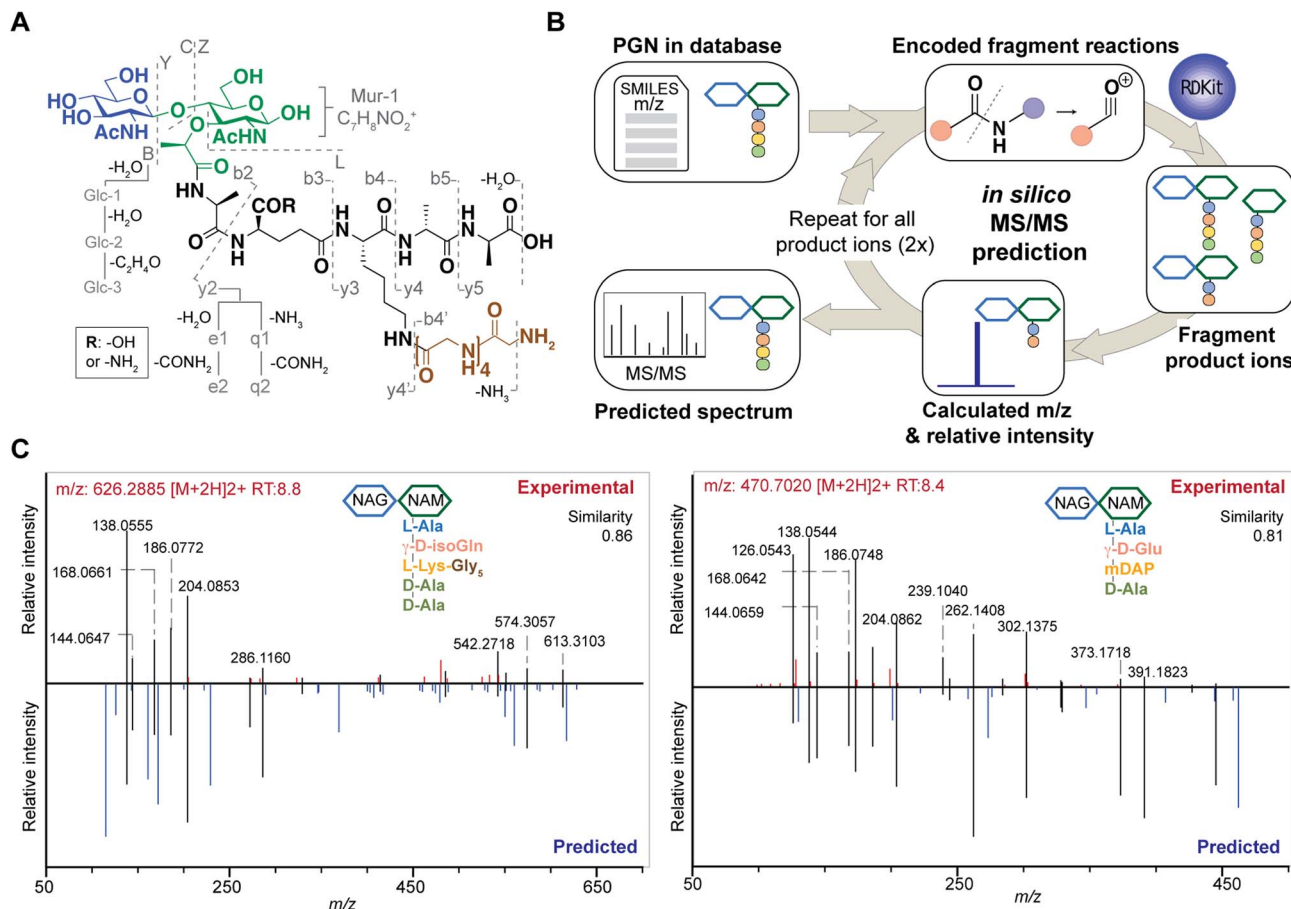 A
Y
C Z
OH
HO
HO
AcNH
O
O
OH
O
OH
AcNHO
O
Mur-1
C₇H₈NO₂⁺
B
L
-H₂O
Glc-1
-H₂O
Glc-2
-C₂H₄O
Glc-3
HN
O
b2
COR
N
H
O
b3
H
N
O
b4
N
H
b5
O
H
N
-H₂O
O
OH
y2
y3
y4
y5
-H₂O
-NH₃
e1
q1
-CONH₂
-CONH₂
e2
q2
R: -OH
or -NH₂
-b4'
HN
O
N
H
4
O
NH₂
y4'
-NH₃
B
PGN in database
SMILES
m/z
Encoded fragment reactions
O
N
H
O
+
RDKit
in silico
MS/MS
prediction
Repeat for all
product ions (2x)
Fragment
product ions
Calculated m/z
& relative intensity
MS/MS
Predicted spectrum
C
m/z: 626.2885 [M+2H]2+ RT:8.8
Experimental
Similarity
0.86
NAG
NAM
L-Ala
γ-D-isoGln
L-Lys-Gly₅
D-Ala
D-Ala
138.0555
186.0772
168.0661
204.0853
144.0647
286.1160
542.2718
574.3057
613.3103
Relative intensity
Relative intensity
Predicted
50
250
450
650
m/z
m/z: 470.7020 [M+2H]2+ RT:8.4
Experimental
Similarity
0.81
NAG
NAM
L-Ala
γ-D-Glu
mDAP
D-Ala
138.0544
126.0543
186.0748
168.0642
144.0659
204.0862
239.1040
262.1408
302.1375
373.1718
391.1823
Relative intensity
Relative intensity
Predicted
50
250
450
m/z